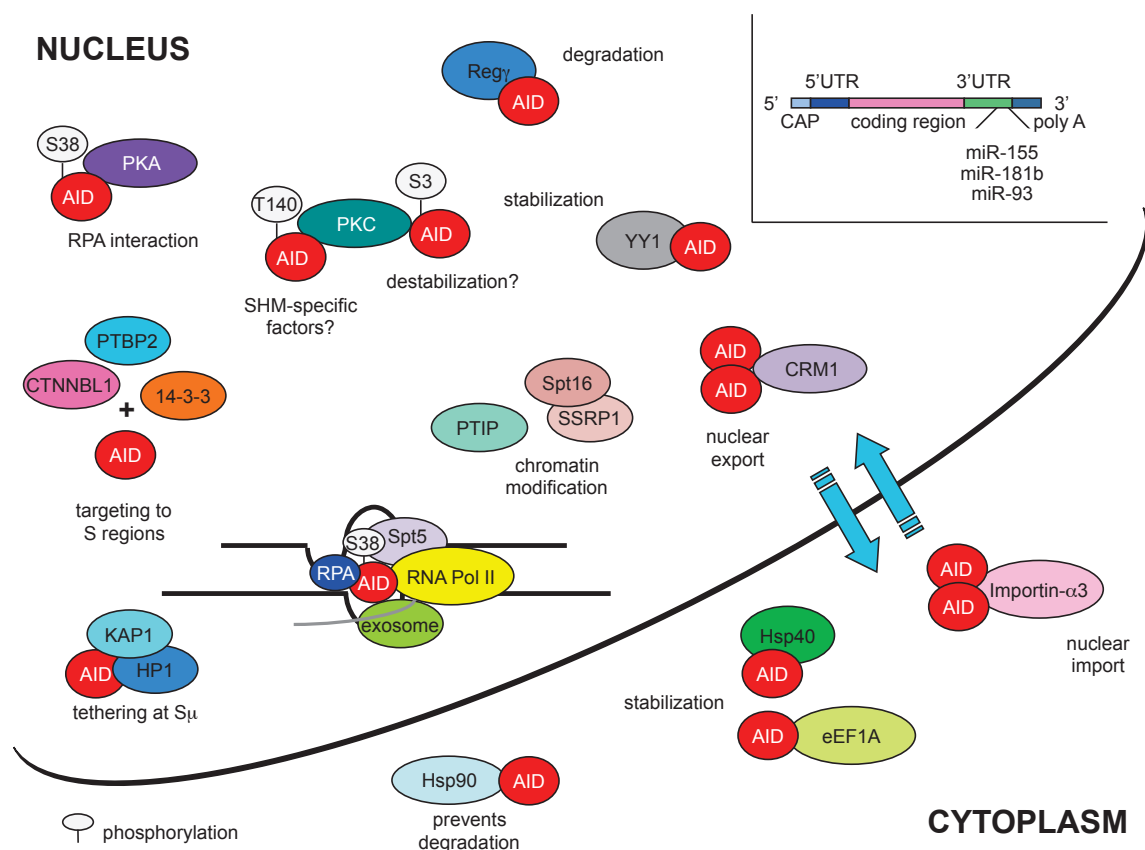 NUCLEUS
Regγ
AID
degradation
5'UTR
3'UTR
5'
3'
CAP
coding region
poly A
miR-155
miR-181b
miR-93
S38
PKA
AID
RPA interaction
T140
PKC
S3
AID
AID
SHM-specific
factors?
destabilization?
stabilization
YY1
AID
PTBP2
CTNNBL1
14-3-3
+
AID
targeting to
S regions
Spt16
SSRP1
PTIP
chromatin
modification
AID
AID
CRM1
nuclear
export
S38
Spt5
RPA
AID
RNA Pol II
exosome
KAP1
AID
HP1
tethering at Sμ
AID
AID
Importin-α3
nuclear
import
Hsp40
AID
stabilization
AID
eEF1A
Hsp90
AID
prevents
degradation
phosphorylation
CYTOPLASM